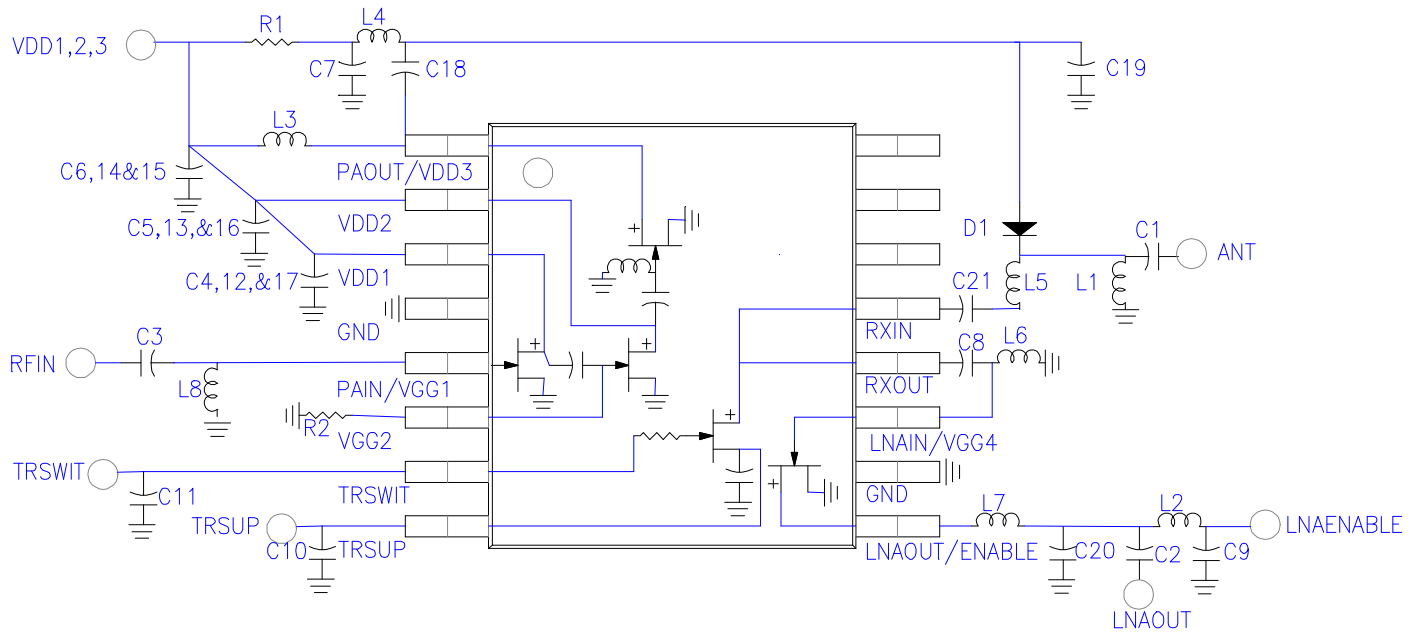 VDD1,2,3
R1
L4
C7
C18
C19
L3
C6,14&15
PAOUT/VDD3
C5,13,&16
VDD2
D1
C1
ANT
C4,12,&17
VDD1
C21
L5
L1
GND
RXIN
C3
C8
L6
RFIN
L8
PAIN/VGG1
RXOUT
R2
VGG2
LNAIN/VGG4
TRSWIT
C11
TRSWIT
GND
L7
L2
TRSUP
C10
TRSUP
LNAOUT/ENABLE
C20
C2
C9
LNAENABLE
LNAOUT